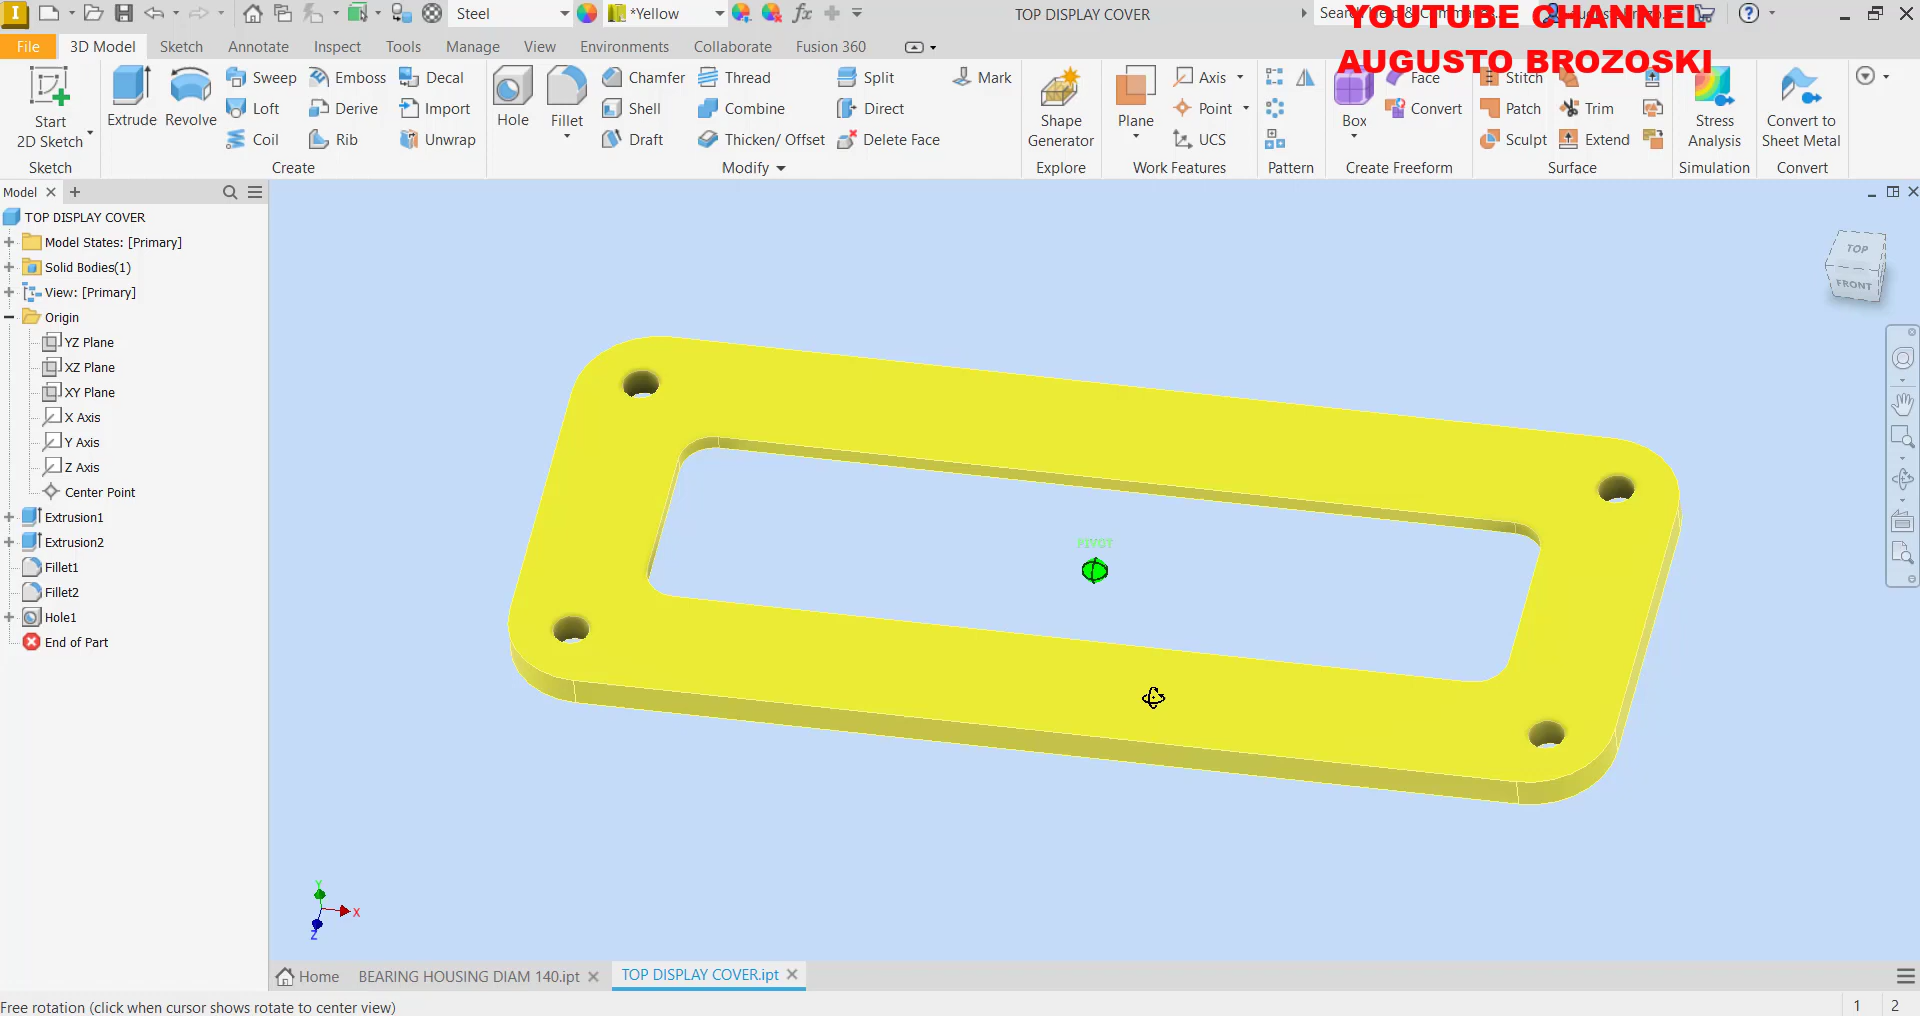 Steel
*Yellow
TOP DISPLAY COVER
YOUTUBE CHANNEL
AUGUSTO BROZOSKI
File
3D Model
Sketch
Annotate
Inspect
Tools
Manage
View
Environments
Collaborate
Fusion 360
Start
2D Sketch
Extrude
Revolve
Sweep
Loft
Coil
Emboss
Derive
Rib
Decal
Import
Unwrap
Hole
Fillet
Chamfer
Shell
Draft
Thread
Combine
Thicken/ Offset
Split
Direct
Delete Face
Mark
Shape
Generator
Plane
Axis
Point
UCS
Box
Face
Convert
Stitch
Patch
Sculpt
Trim
Extend
Stress
Analysis
Convert to
Sheet Metal
Sketch
Create
Modify
Explore
Work Features
Pattern
Create Freeform
Surface
Simulation
Convert
Model
TOP DISPLAY COVER
Model States: [Primary]
Solid Bodies(1)
View: [Primary]
Origin
YZ Plane
XZ Plane
XY Plane
X Axis
Y Axis
Z Axis
Center Point
Extrusion1
Extrusion2
Fillet1
Fillet2
Hole1
End of Part
TOP
FRONT
PIVOT
Y
X
Z
Home
BEARING HOUSING DIAM 140.ipt
TOP DISPLAY COVER.ipt
Free rotation (click when cursor shows rotate to center view)
1
2